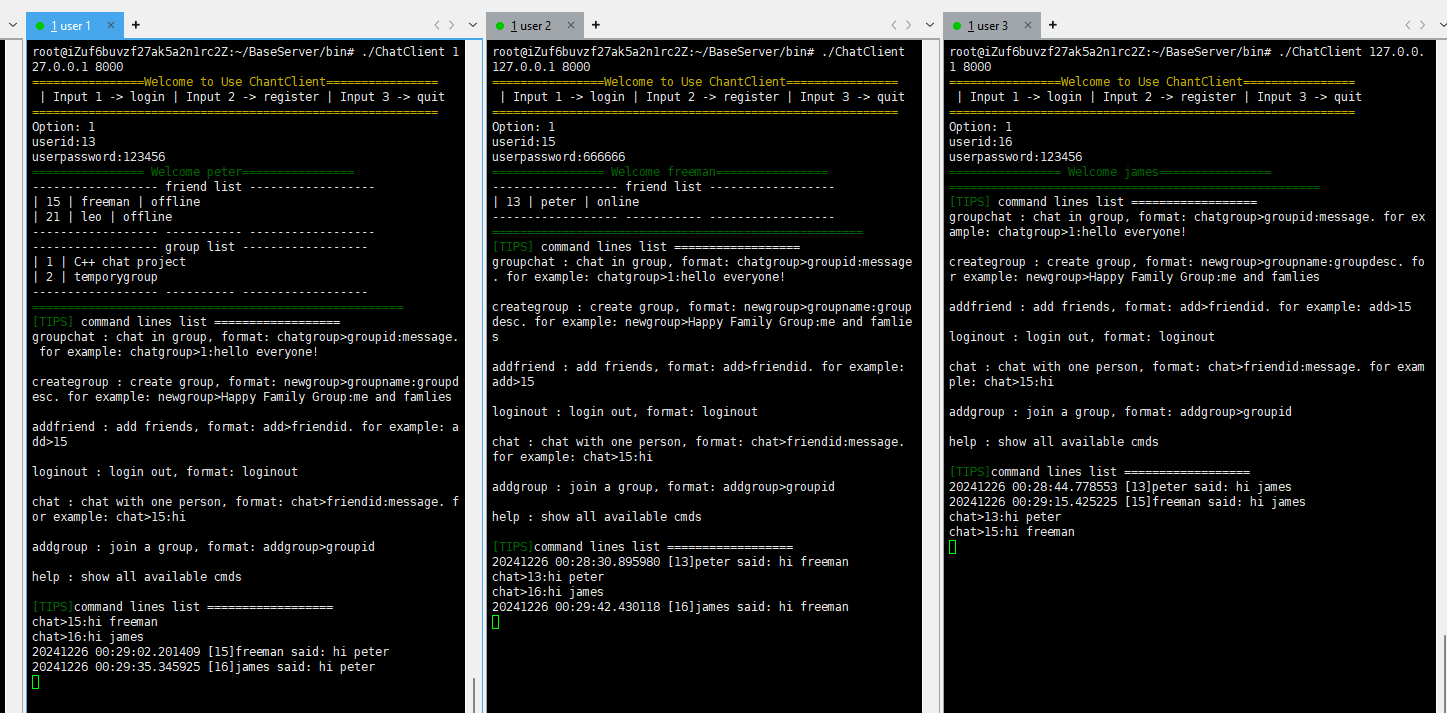 1 user 1
root@iZuf6buvzf27ak5a2n1rc2Z:~/BaseServer/bin# ./ChatClient 1
27.0.0.1 8000
================Welcome to Use ChantClient================
| Input 1 -> login | Input 2 -> register | Input 3 -> quit
==========================================================
Option: 1
userid:13
userpassword:123456
================ Welcome peter================
------------------ friend list ------------------
| 15 | freeman | offline
| 21 | leo | offline
------------------ ----------- ------------------
------------------ group list ------------------
| 1 | C++ chat project
| 2 | temporygroup
------------------ ---------- ------------------
=====================================================
[TIPS] command lines list ==================
groupchat : chat in group, format: chatgroup>groupid:message.
for example: chatgroup>1:hello everyone!
creategroup : create group, format: newgroup>groupname:groupd
esc. for example: newgroup>Happy Family Group:me and famlies
addfriend : add friends, format: add>friendid. for example: a
dd>15
loginout : login out, format: loginout
chat : chat with one person, format: chat>friendid:message. f
or example: chat>15:hi
addgroup : join a group, format: addgroup>groupid
help : show all available cmds
[TIPS]command lines list ==================
chat>15:hi freeman
chat>16:hi james
20241226 00:29:02.201409 [15]freeman said: hi peter
20241226 00:29:35.345925 [16]james said: hi peter
1 user 2
root@iZuf6buvzf27ak5a2n1rc2Z:~/BaseServer/bin# ./ChatClient
127.0.0.1 8000
================Welcome to Use ChantClient================
| Input 1 -> login | Input 2 -> register | Input 3 -> quit
==========================================================
Option: 1
userid:15
userpassword:666666
================ Welcome freeman================
------------------ friend list ------------------
| 13 | peter | online
------------------ ----------- ------------------
=====================================================
[TIPS] command lines list ==================
groupchat : chat in group, format: chatgroup>groupid:message
. for example: chatgroup>1:hello everyone!
creategroup : create group, format: newgroup>groupname:group
desc. for example: newgroup>Happy Family Group:me and famlie
s
addfriend : add friends, format: add>friendid. for example:
add>15
loginout : login out, format: loginout
chat : chat with one person, format: chat>friendid:message.
for example: chat>15:hi
addgroup : join a group, format: addgroup>groupid
help : show all available cmds
[TIPS]command lines list ==================
20241226 00:28:30.895980 [13]peter said: hi freeman
chat>13:hi peter
chat>16:hi james
20241226 00:29:42.430118 [16]james said: hi freeman
1 user 3
root@iZuf6buvzf27ak5a2n1rc2Z:~/BaseServer/bin# ./ChatClient 127.0.0.
1 8000
================Welcome to Use ChantClient================
| Input 1 -> login | Input 2 -> register | Input 3 -> quit
==========================================================
Option: 1
userid:16
userpassword:123456
================ Welcome james================
=====================================================
[TIPS] command lines list ==================
groupchat : chat in group, format: chatgroup>groupid:message. for ex
ample: chatgroup>1:hello everyone!
creategroup : create group, format: newgroup>groupname:groupdesc. fo
r example: newgroup>Happy Family Group:me and famlies
addfriend : add friends, format: add>friendid. for example: add>15
loginout : login out, format: loginout
chat : chat with one person, format: chat>friendid:message. for exam
ple: chat>15:hi
addgroup : join a group, format: addgroup>groupid
help : show all available cmds
[TIPS]command lines list ==================
20241226 00:28:44.778553 [13]peter said: hi james
20241226 00:29:15.425225 [15]freeman said: hi james
chat>13:hi peter
chat>15:hi freeman